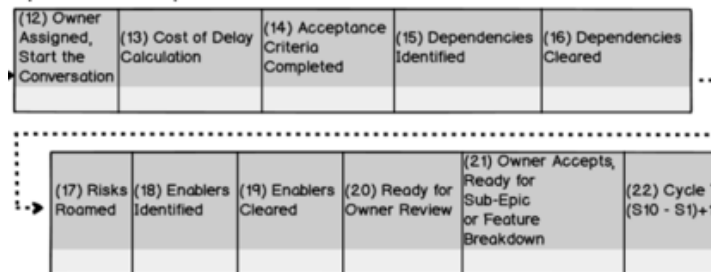 (12) Owner
Assigned,
Start the
Conversation
(13) Cost of Delay
Calculation
(14) Acceptance
Criteria
Completed
(15) Dependencies
Identified
(16) Dependencies
Cleared
(17) Risks
Roamed
(18) Enablers
Identified
(19) Enablers
Cleared
(20) Ready for
Owner Review
(21) Owner Accepts,
Ready for
Sub-Epic
or Feature
Breakdown
(22) Cycle
(S10 - S1)+